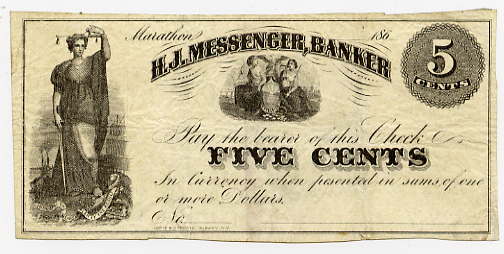 Marathon 186
H.J. MESSENGER, BANKER
5
CENTS
Pay the bearer of this Check
FIVE CENTS
In Currency when pesented in sums of one
or more Dollars.
No.